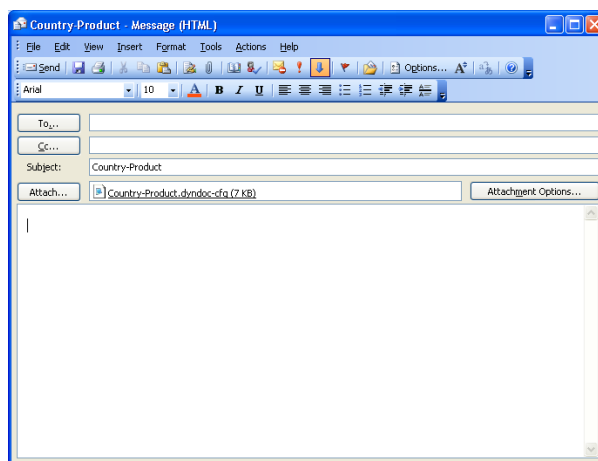 Country-Product - Message (HTML)
File Edit View Insert Format Tools Actions Help
Send Options...
Arial 10 A B I U
To...
Cc...
Subject: Country-Product
Attach... Country-Product.dyndoc-cfg (7 KB) Attachment Options...